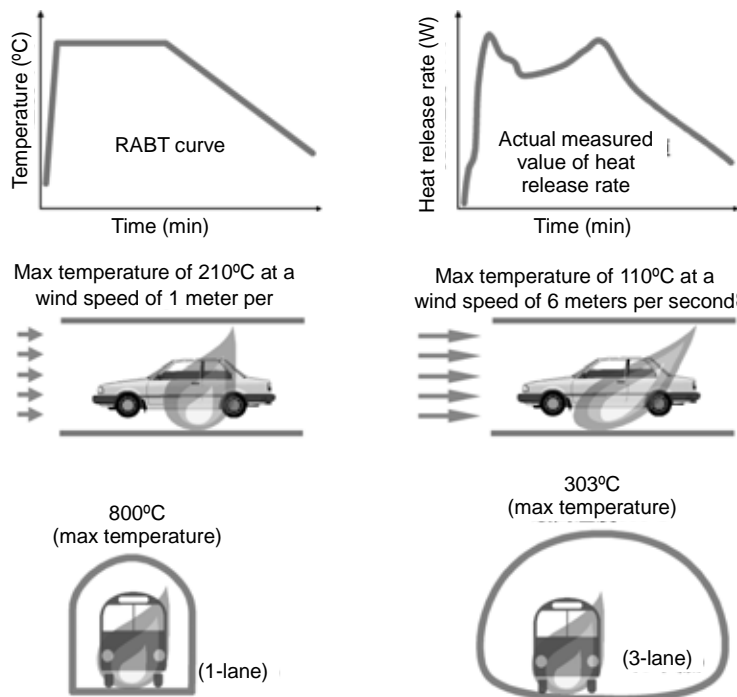 Temperature (ºC)
RABT curve
Time (min)
Heat release rate (W)
Actual measured
value of heat
release rate
Time (min)
Max temperature of 210ºC at a
wind speed of 1 meter per
Max temperature of 110ºC at a
wind speed of 6 meters per second
800ºC
(max temperature)
(1-lane)
303ºC
(max temperature)
(3-lane)